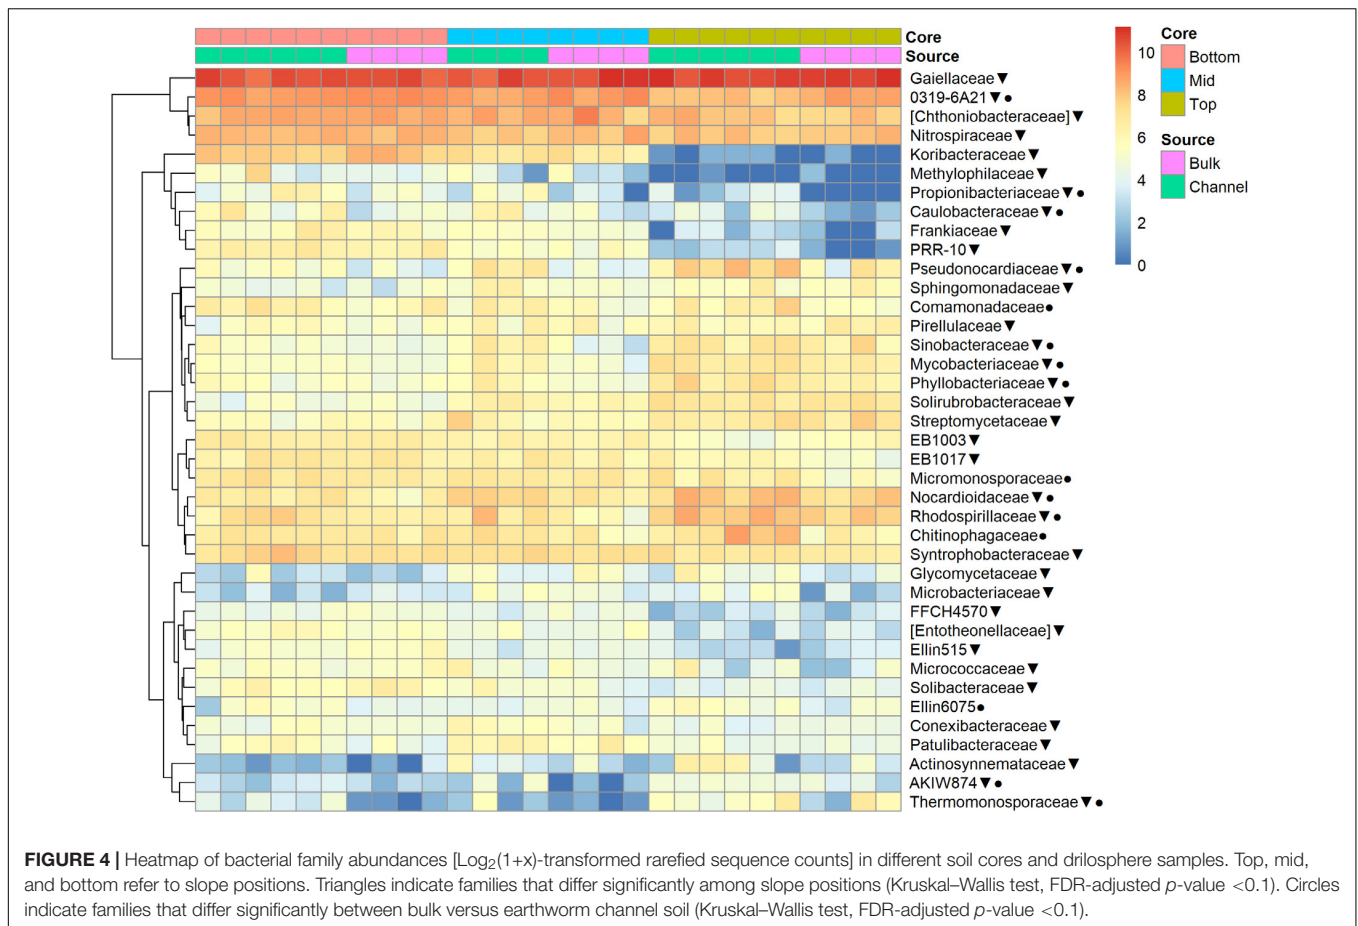 Core
Source
Gaiellaceae▼
0319-6A21▼●
[Chthoniobacteraceae]▼
Nitrospiraceae▼
Koribacteraceae▼
Methylophilaceae▼
Propionibacteriaceae▼●
Caulobacteraceae▼●
Frankiaceae▼
PRR-10▼
Pseudonocardiaceae▼●
Sphingomonadaceae▼
Comamonadaceae●
Pirellulaceae▼
Sinobacteraceae▼●
Mycobacteriaceae▼●
Phyllobacteriaceae▼●
Solirubrobacteraceae▼
Streptomycetaceae▼
EB1003▼
EB1017▼
Micromonosporaceae●
Nocardioidaceae▼●
Rhodospirillaceae▼●
Chitinophagaceae●
Syntrophobacteraceae▼
Glycomycetaceae▼
Microbacteriaceae▼
FFCH4570▼
[Entotheonellaceae]▼
Ellin515▼
Micrococcaceae▼
Solibacteraceae▼
Ellin6075●
Conexibacteraceae▼
Patulibacteraceae▼
Actinosynnemataceae▼
AKIW874▼●
Thermomonosporaceae▼●
10
8
6
4
2
0
Core
Bottom
Mid
Top
Source
Bulk
Channel
FIGURE 4 | Heatmap of bacterial family abundances [Log2(1+x)-transformed rarefied sequence counts] in different soil cores and drilosphere samples. Top, mid,
and bottom refer to slope positions. Triangles indicate families that differ significantly among slope positions (Kruskal–Wallis test, FDR-adjusted p-value <0.1). Circles
indicate families that differ significantly between bulk versus earthworm channel soil (Kruskal–Wallis test, FDR-adjusted p-value <0.1).